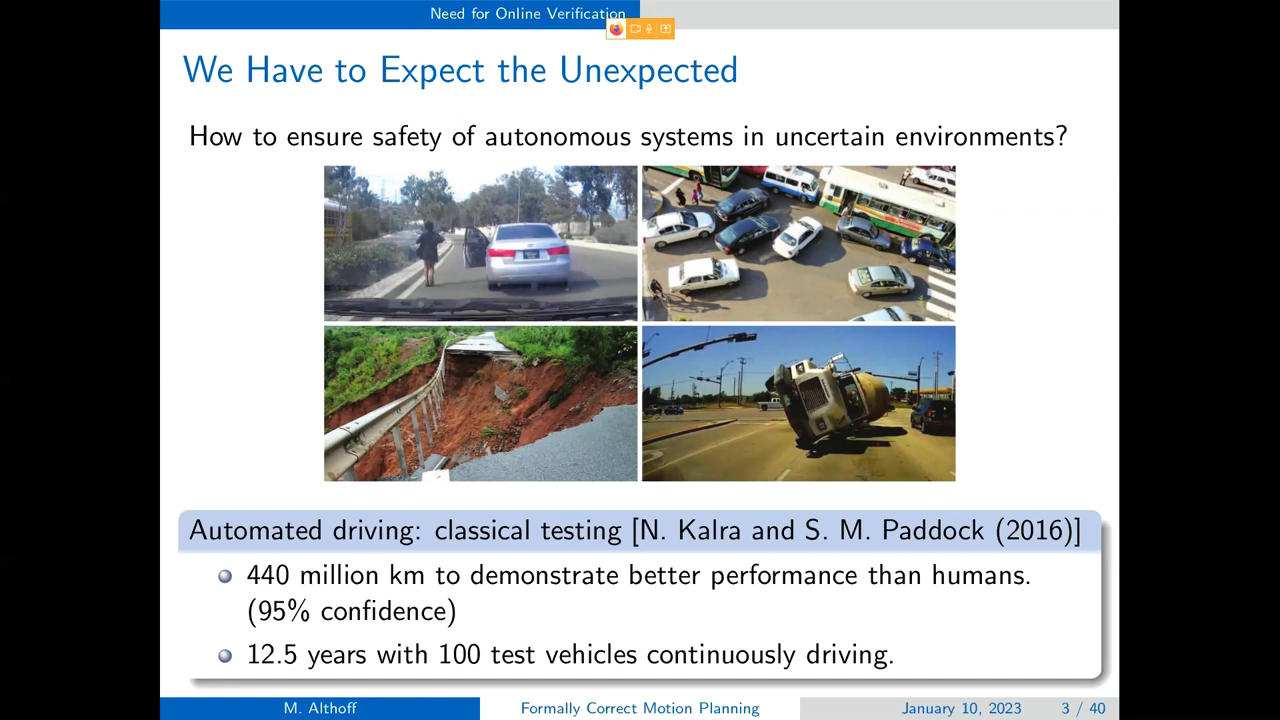 Need for Online Verification
We Have to Expect the Unexpected
How to ensure safety of autonomous systems in uncertain environments?
Automated driving: classical testing [N. Kalra and S. M. Paddock (2016)]
440 million km to demonstrate better performance than humans.
(95% confidence)
12.5 years with 100 test vehicles continuously driving.
M. Althoff
Formally Correct Motion Planning
January 10, 2023
3 / 40